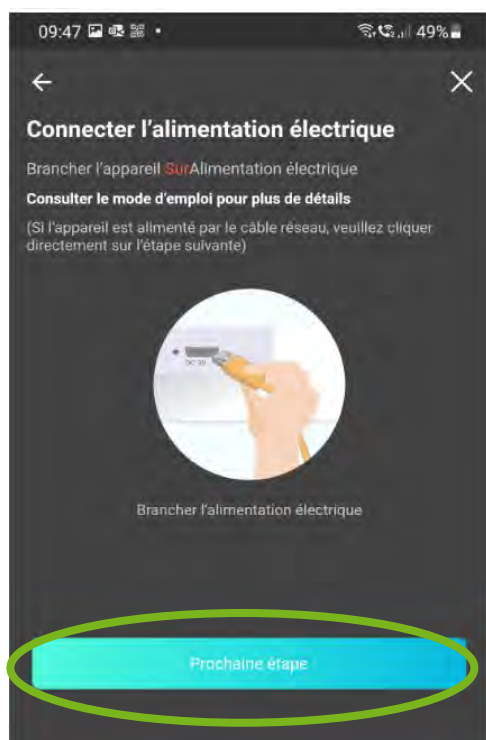 09:47 49%
Connecter l'alimentation électrique
Brancher l'appareil SurAlimentation électrique
Consulter le mode d'emploi pour plus de détails
(Si l'appareil est alimenté par le câble réseau, veuillez cliquer
directement sur l'étape suivante)
Brancher l'alimentation électrique
Prochaine étape